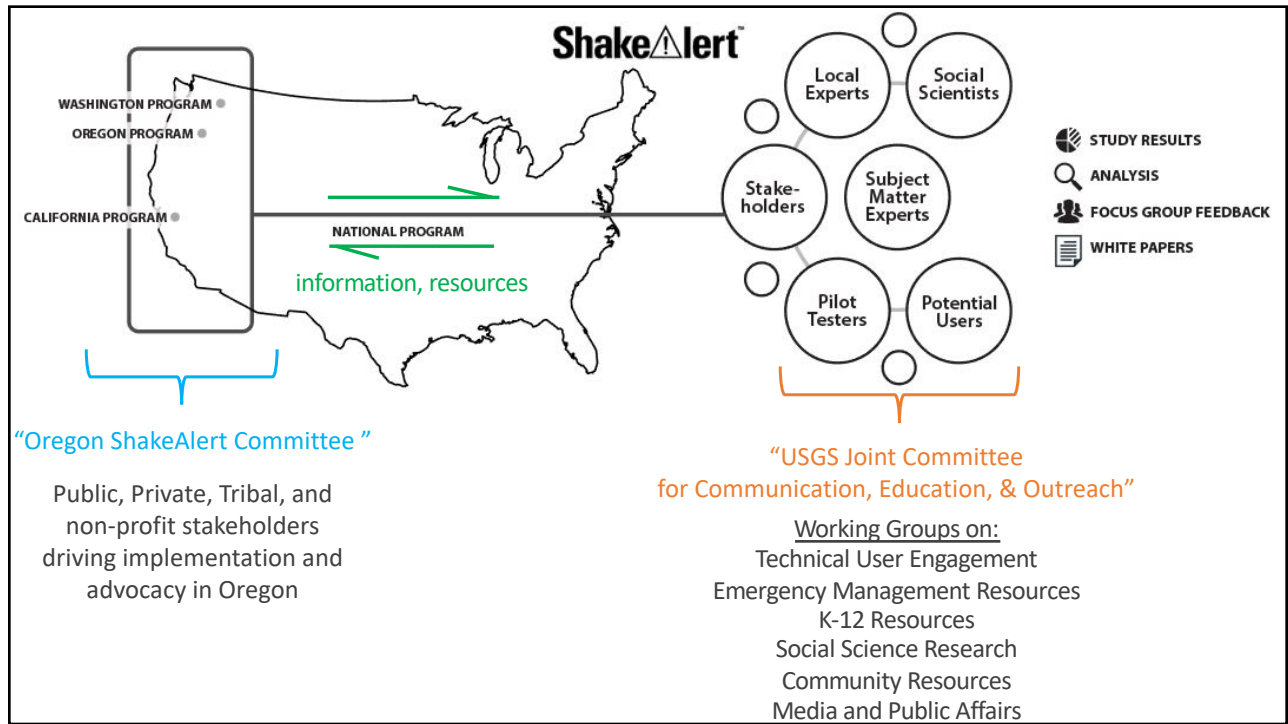 ShakeAlert™
WASHINGTON PROGRAM
OREGON PROGRAM
CALIFORNIA PROGRAM
NATIONAL PROGRAM
information, resources
Local
Experts
Social
Scientists
Stake-
holders
Subject
Matter
Experts
Pilot
Testers
Potential
Users
STUDY RESULTS
ANALYSIS
FOCUS GROUP FEEDBACK
WHITE PAPERS
“Oregon ShakeAlert Committee ”
Public, Private, Tribal, and
non-profit stakeholders
driving implementation and
advocacy in Oregon
“USGS Joint Committee
for Communication, Education, & Outreach”
Working Groups on:
Technical User Engagement
Emergency Management Resources
K-12 Resources
Social Science Research
Community Resources
Media and Public Affairs